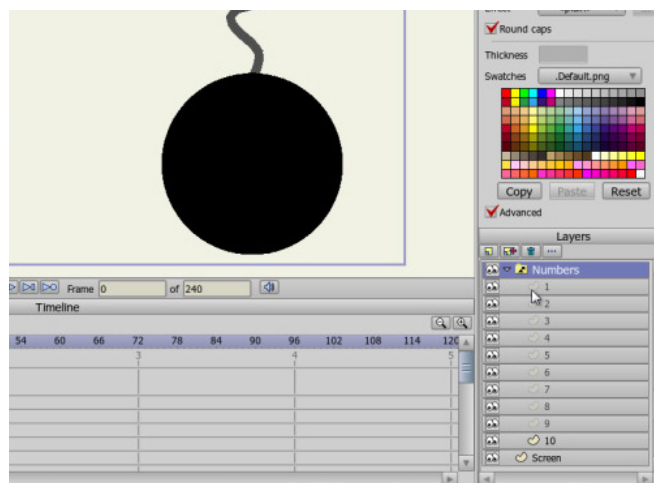 Round caps
Thickness
Swatches .Default.png
Copy Paste Reset
Advanced
Layers
Numbers
1
2
3
4
5
6
7
8
9
10
Screen
Frame 0 of 240
Timeline
54 60 66 72 78 84 90 96 102 108 114 120
3 4 5